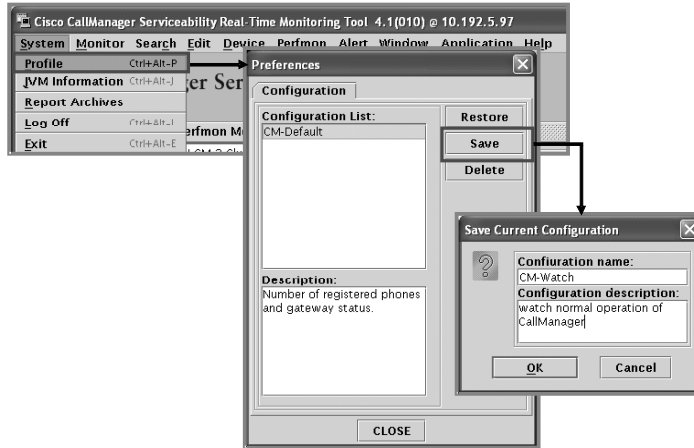 Cisco CallManager Serviceability Real-Time Monitoring Tool 4.1(010) @ 10.192.5.97
System Monitor Search Edit Device Perfmon Alert Window Application Help
Profile Ctrl+Alt-P
JVM Information Ctrl+Alt-J
Report Archives
Log Off
Exit Ctrl+Alt-E
er Ser
erfmon M
Preferences
Configuration
Configuration List:
CM-Default
Restore
Save
Delete
Description:
Number of registered phones
and gateway status.
CLOSE
Save Current Configuration
Confiuration name:
CM-Watch
Configuration description:
watch normal operation of
CallManager
OK Cancel